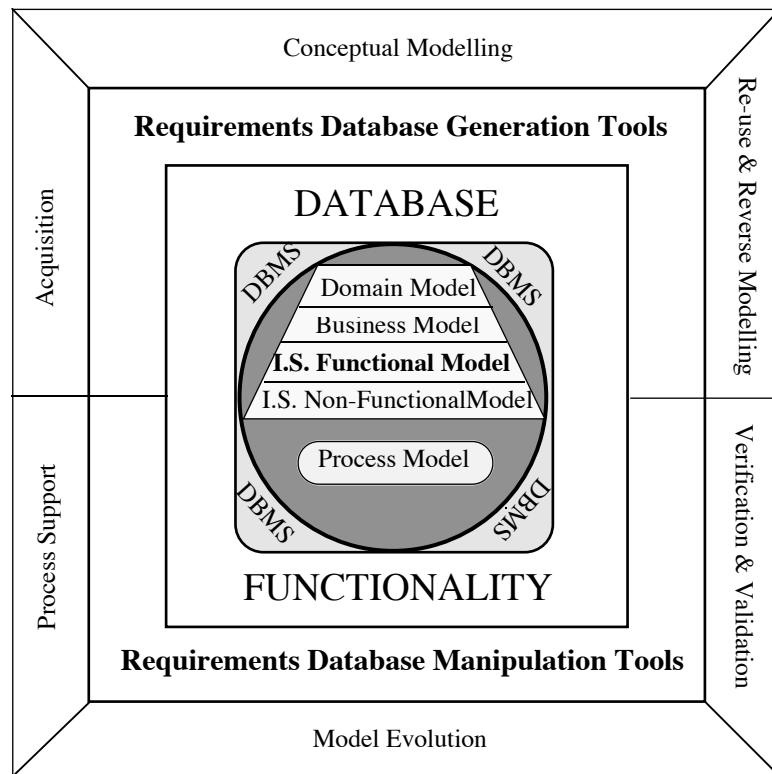 Conceptual Modelling
Requirements Database Generation Tools
Acquisition
Re-use & Reverse Modelling
DATABASE
DBMS
DBMS
Domain Model
Business Model
I.S. Functional Model
I.S. Non-FunctionalModel
Process Model
DBMS
DBMS
FUNCTIONALITY
Process Support
Verification & Validation
Requirements Database Manipulation Tools
Model Evolution